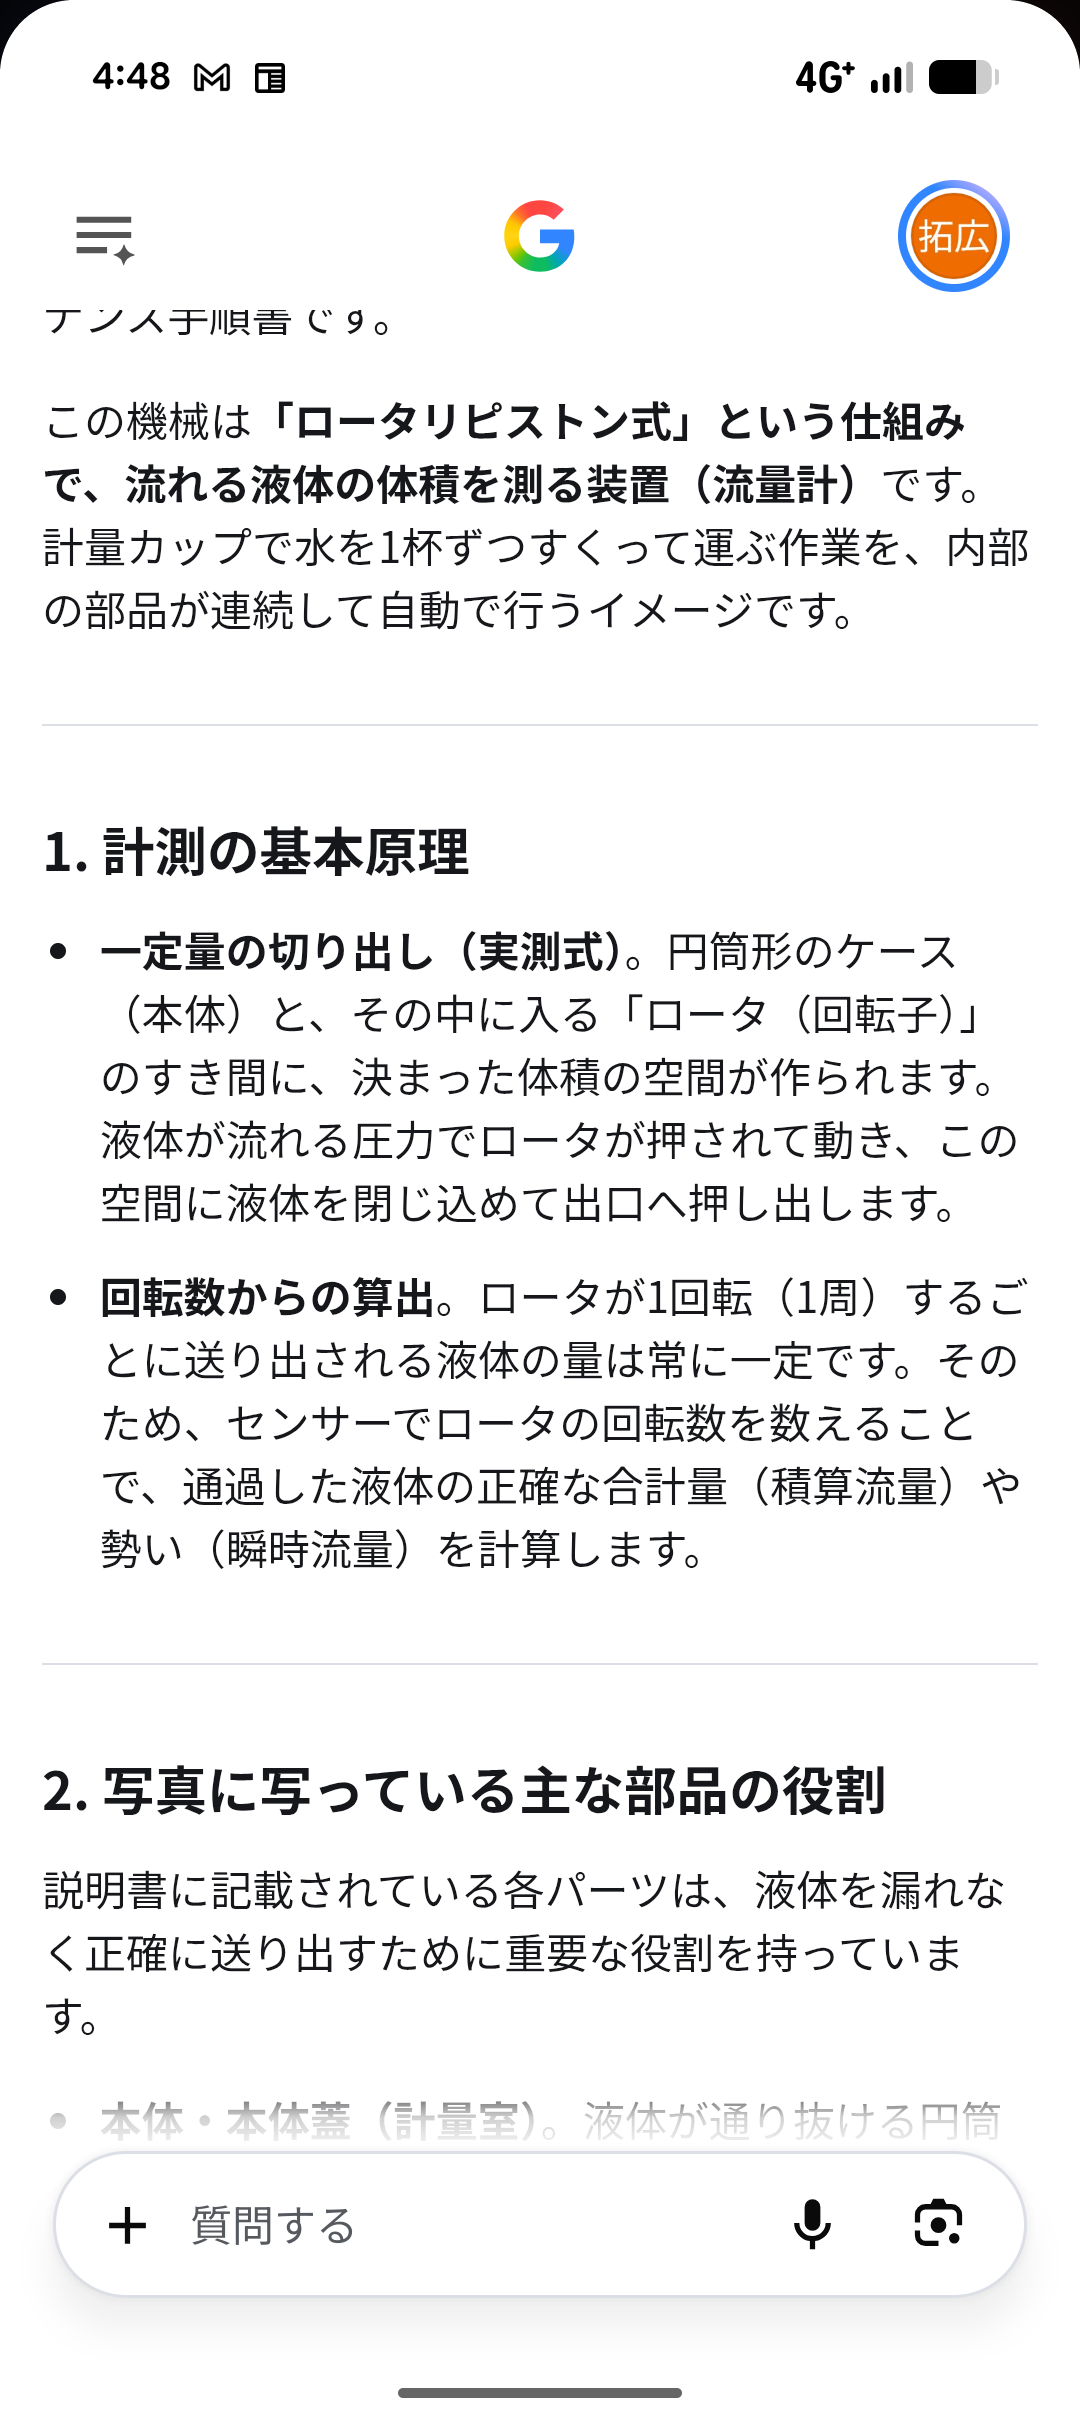 4:48
4G+
拓広
テンス手順書です。
この機械は「ロータリピストン式」という仕組み
で、流れる液体の体積を測る装置（流量計）です。
計量カップで水を1杯ずつすくって運ぶ作業を、内部
の部品が連続して自動で行うイメージです。
1. 計測の基本原理
• 一定量の切り出し（実測式）。円筒形のケース
（本体）と、その中に入る「ロータ（回転子）」
のすき間に、決まった体積の空間が作られます。
液体が流れる圧力でロータが押されて動き、この
空間に液体を閉じ込めて出口へ押し出します。
• 回転数からの算出。ロータが1回転（1周）するご
とに送り出される液体の量は常に一定です。その
ため、センサーでロータの回転数を数えること
で、通過した液体の正確な合計量（積算流量）や
勢い（瞬時流量）を計算します。
2. 写真に写っている主な部品の役割
説明書に記載されている各パーツは、液体を漏れな
く正確に送り出すために重要な役割を持っていま
す。
• 本体・本体蓋（計量室）。液体が通り抜ける円筒
質問する